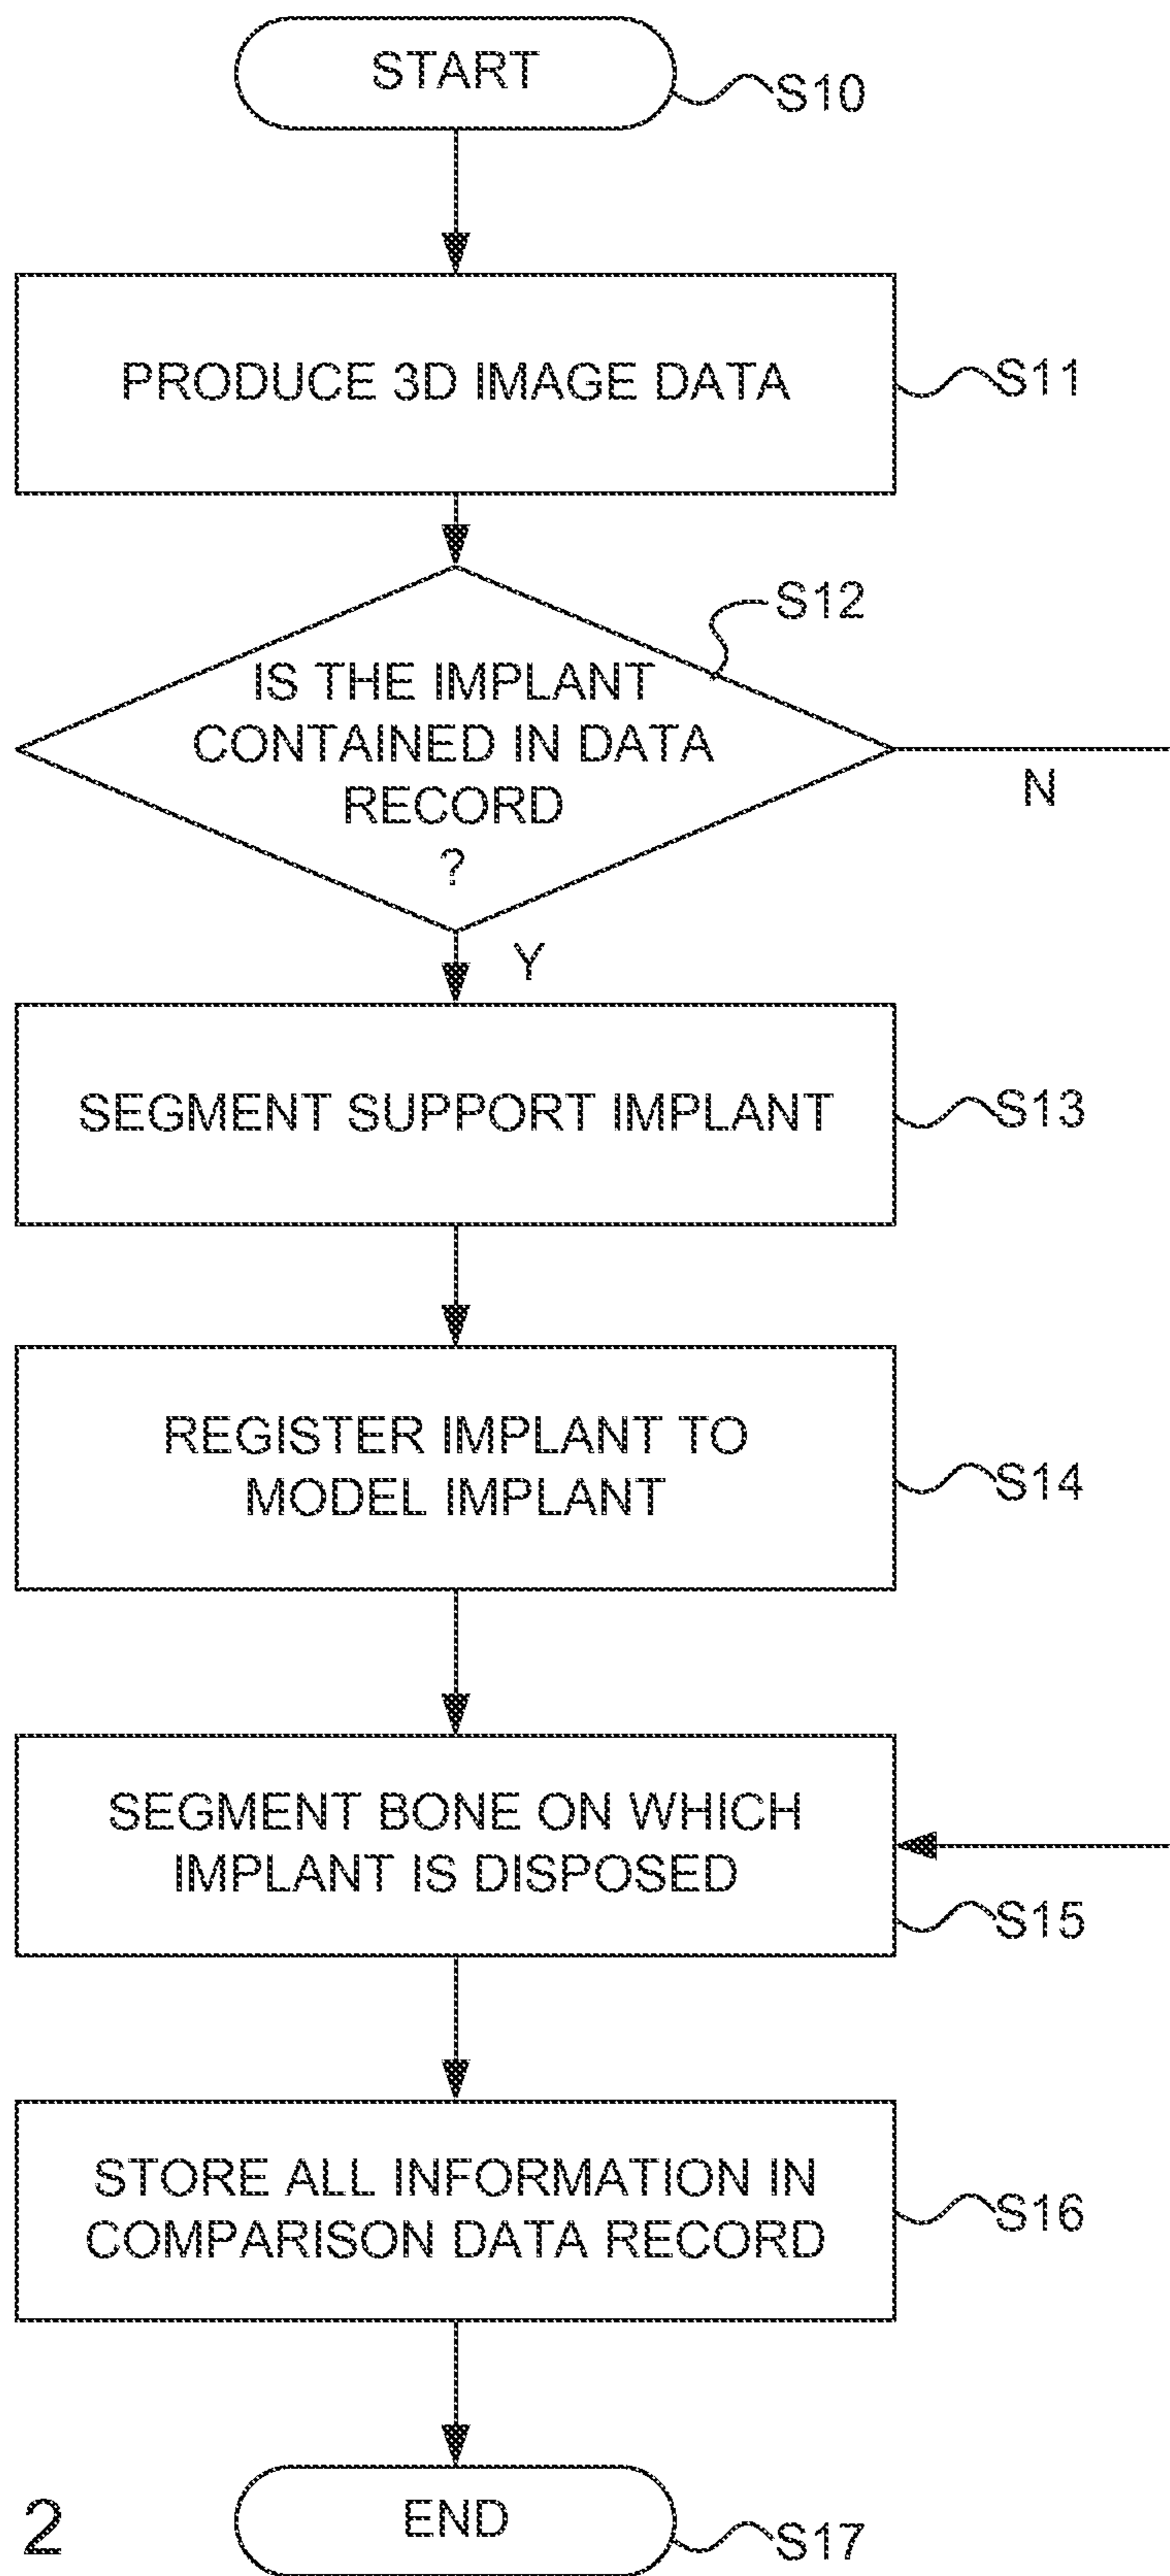 START
S10
PRODUCE 3D IMAGE DATA
S11
S12
IS THE IMPLANT
CONTAINED IN DATA
RECORD
?
N
Y
SEGMENT SUPPORT IMPLANT
S13
REGISTER IMPLANT TO
MODEL IMPLANT
S14
SEGMENT BONE ON WHICH
IMPLANT IS DISPOSED
S15
STORE ALL INFORMATION IN
COMPARISON DATA RECORD
S16
2
END
S17